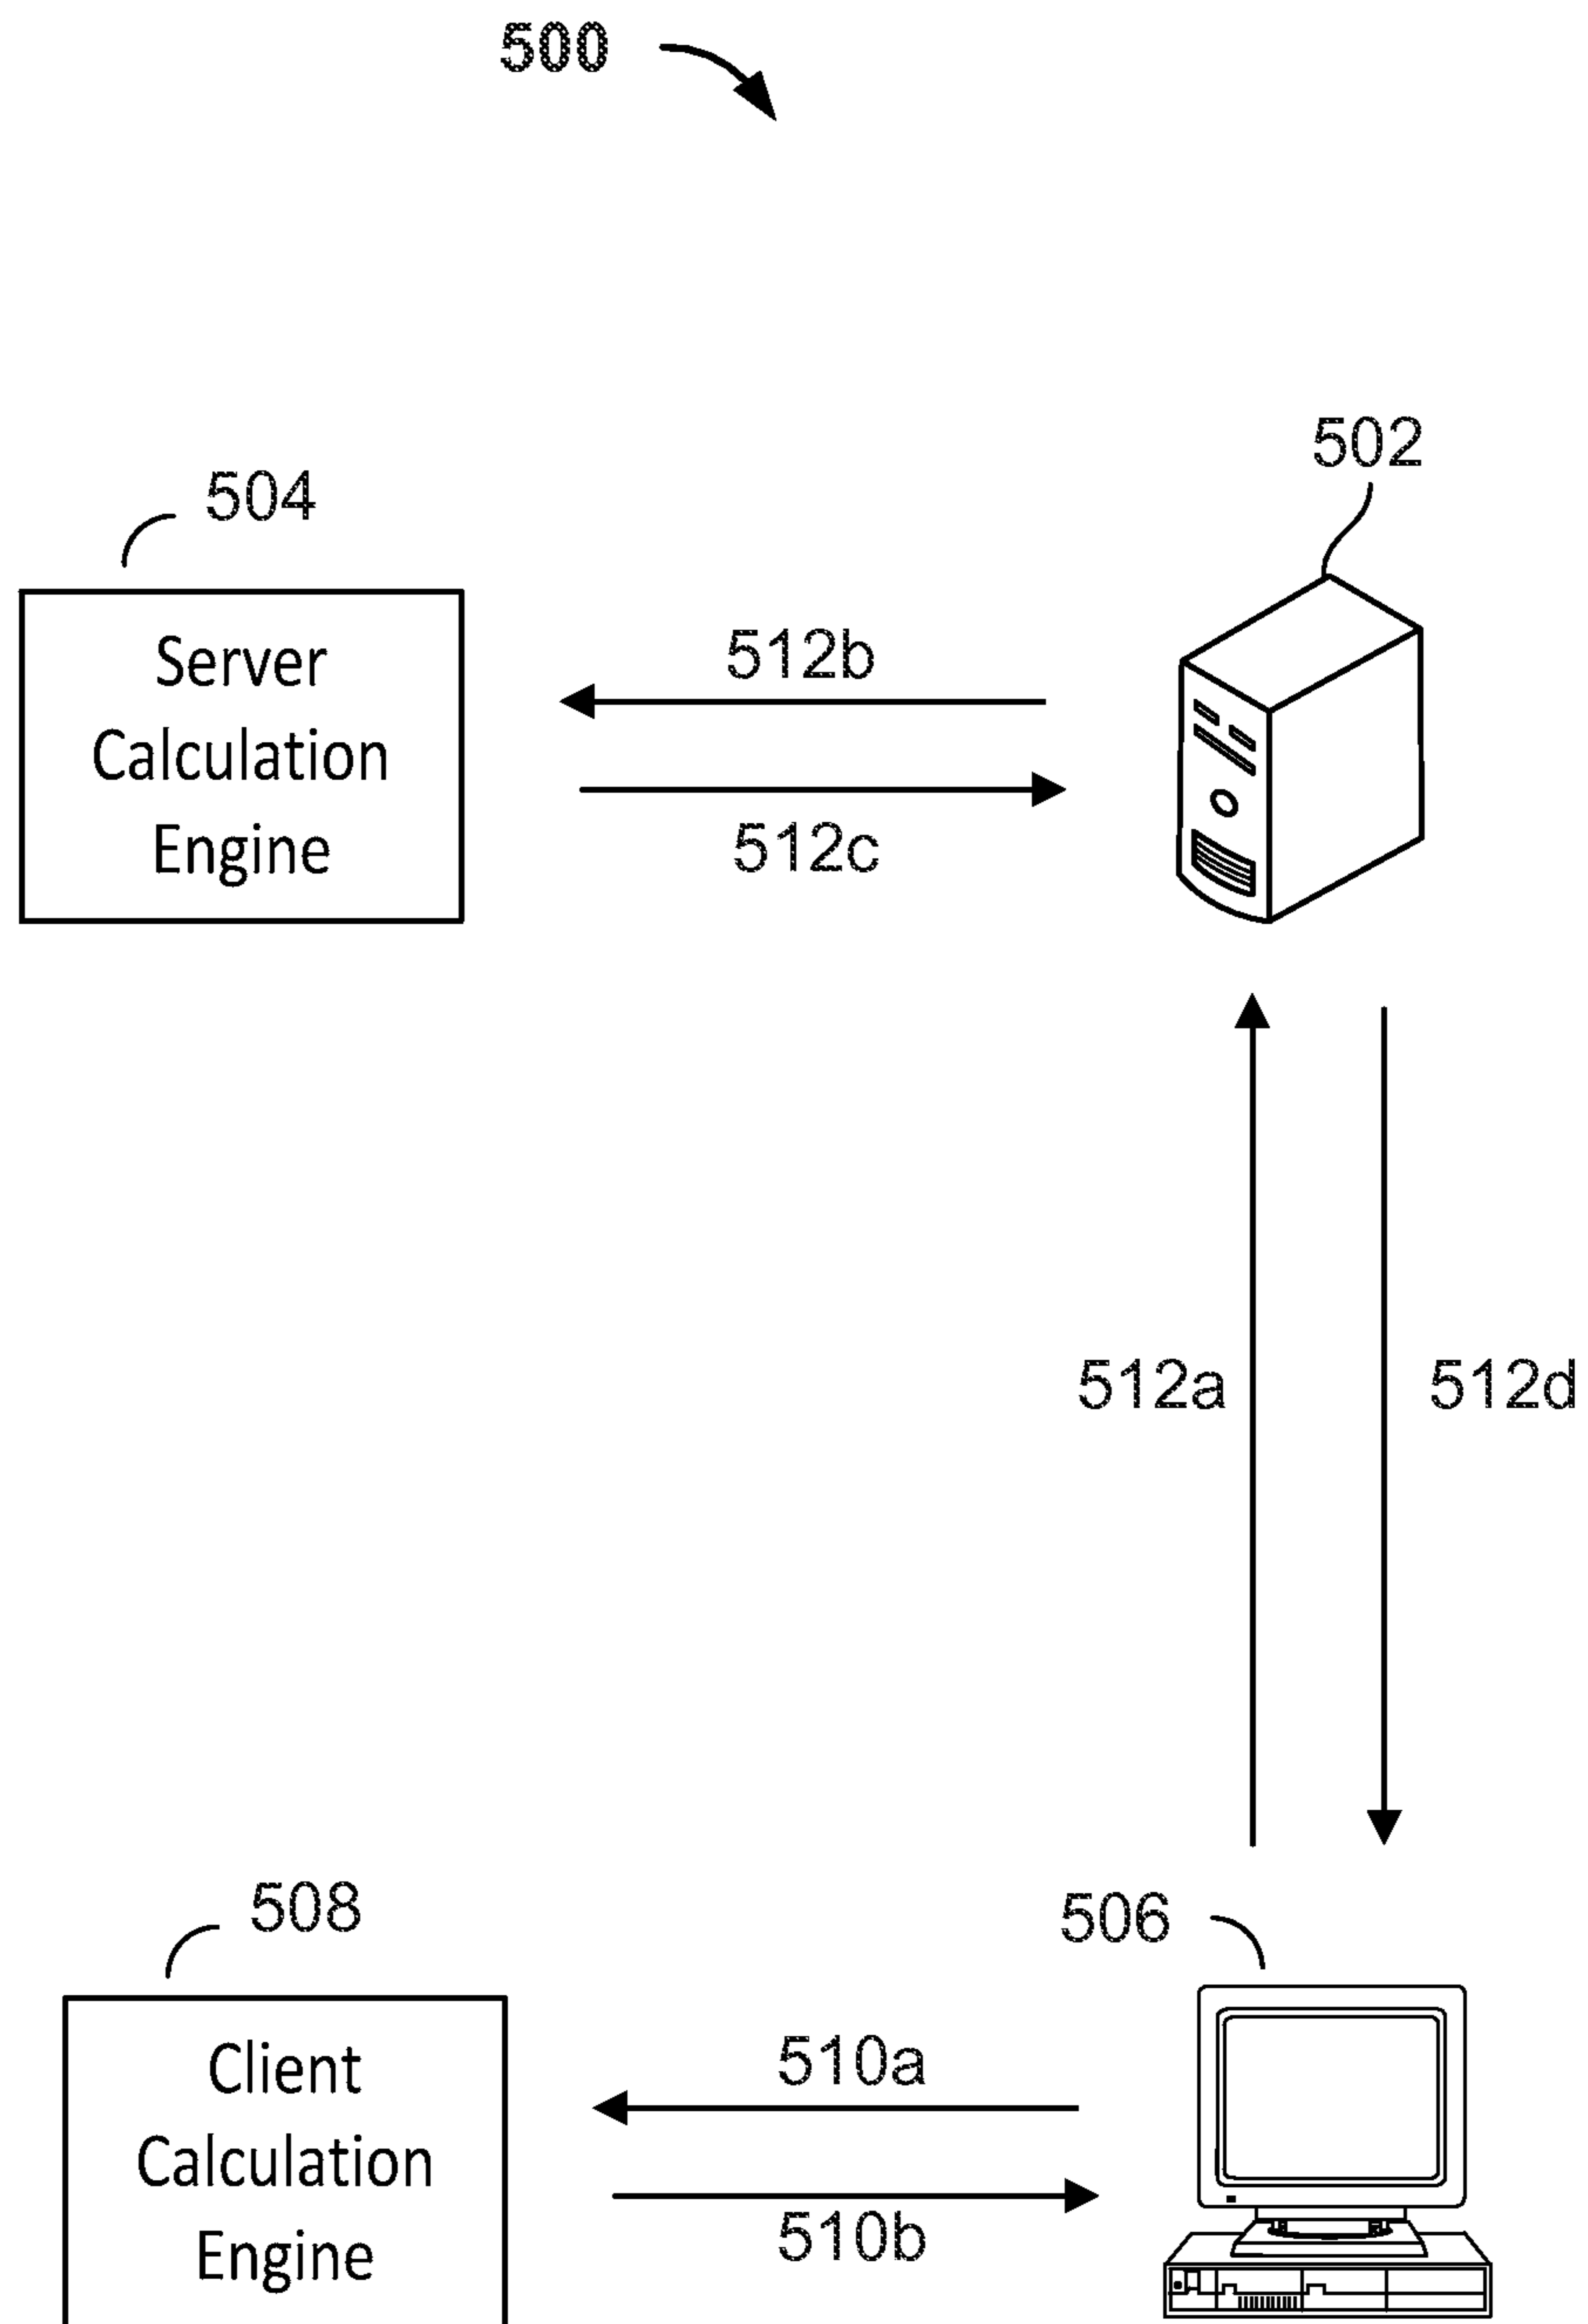 500
502
504
Server
Calculation
Engine
512b
512c
512a
512d
508
506
Client
Calculation
Engine
510a
510b